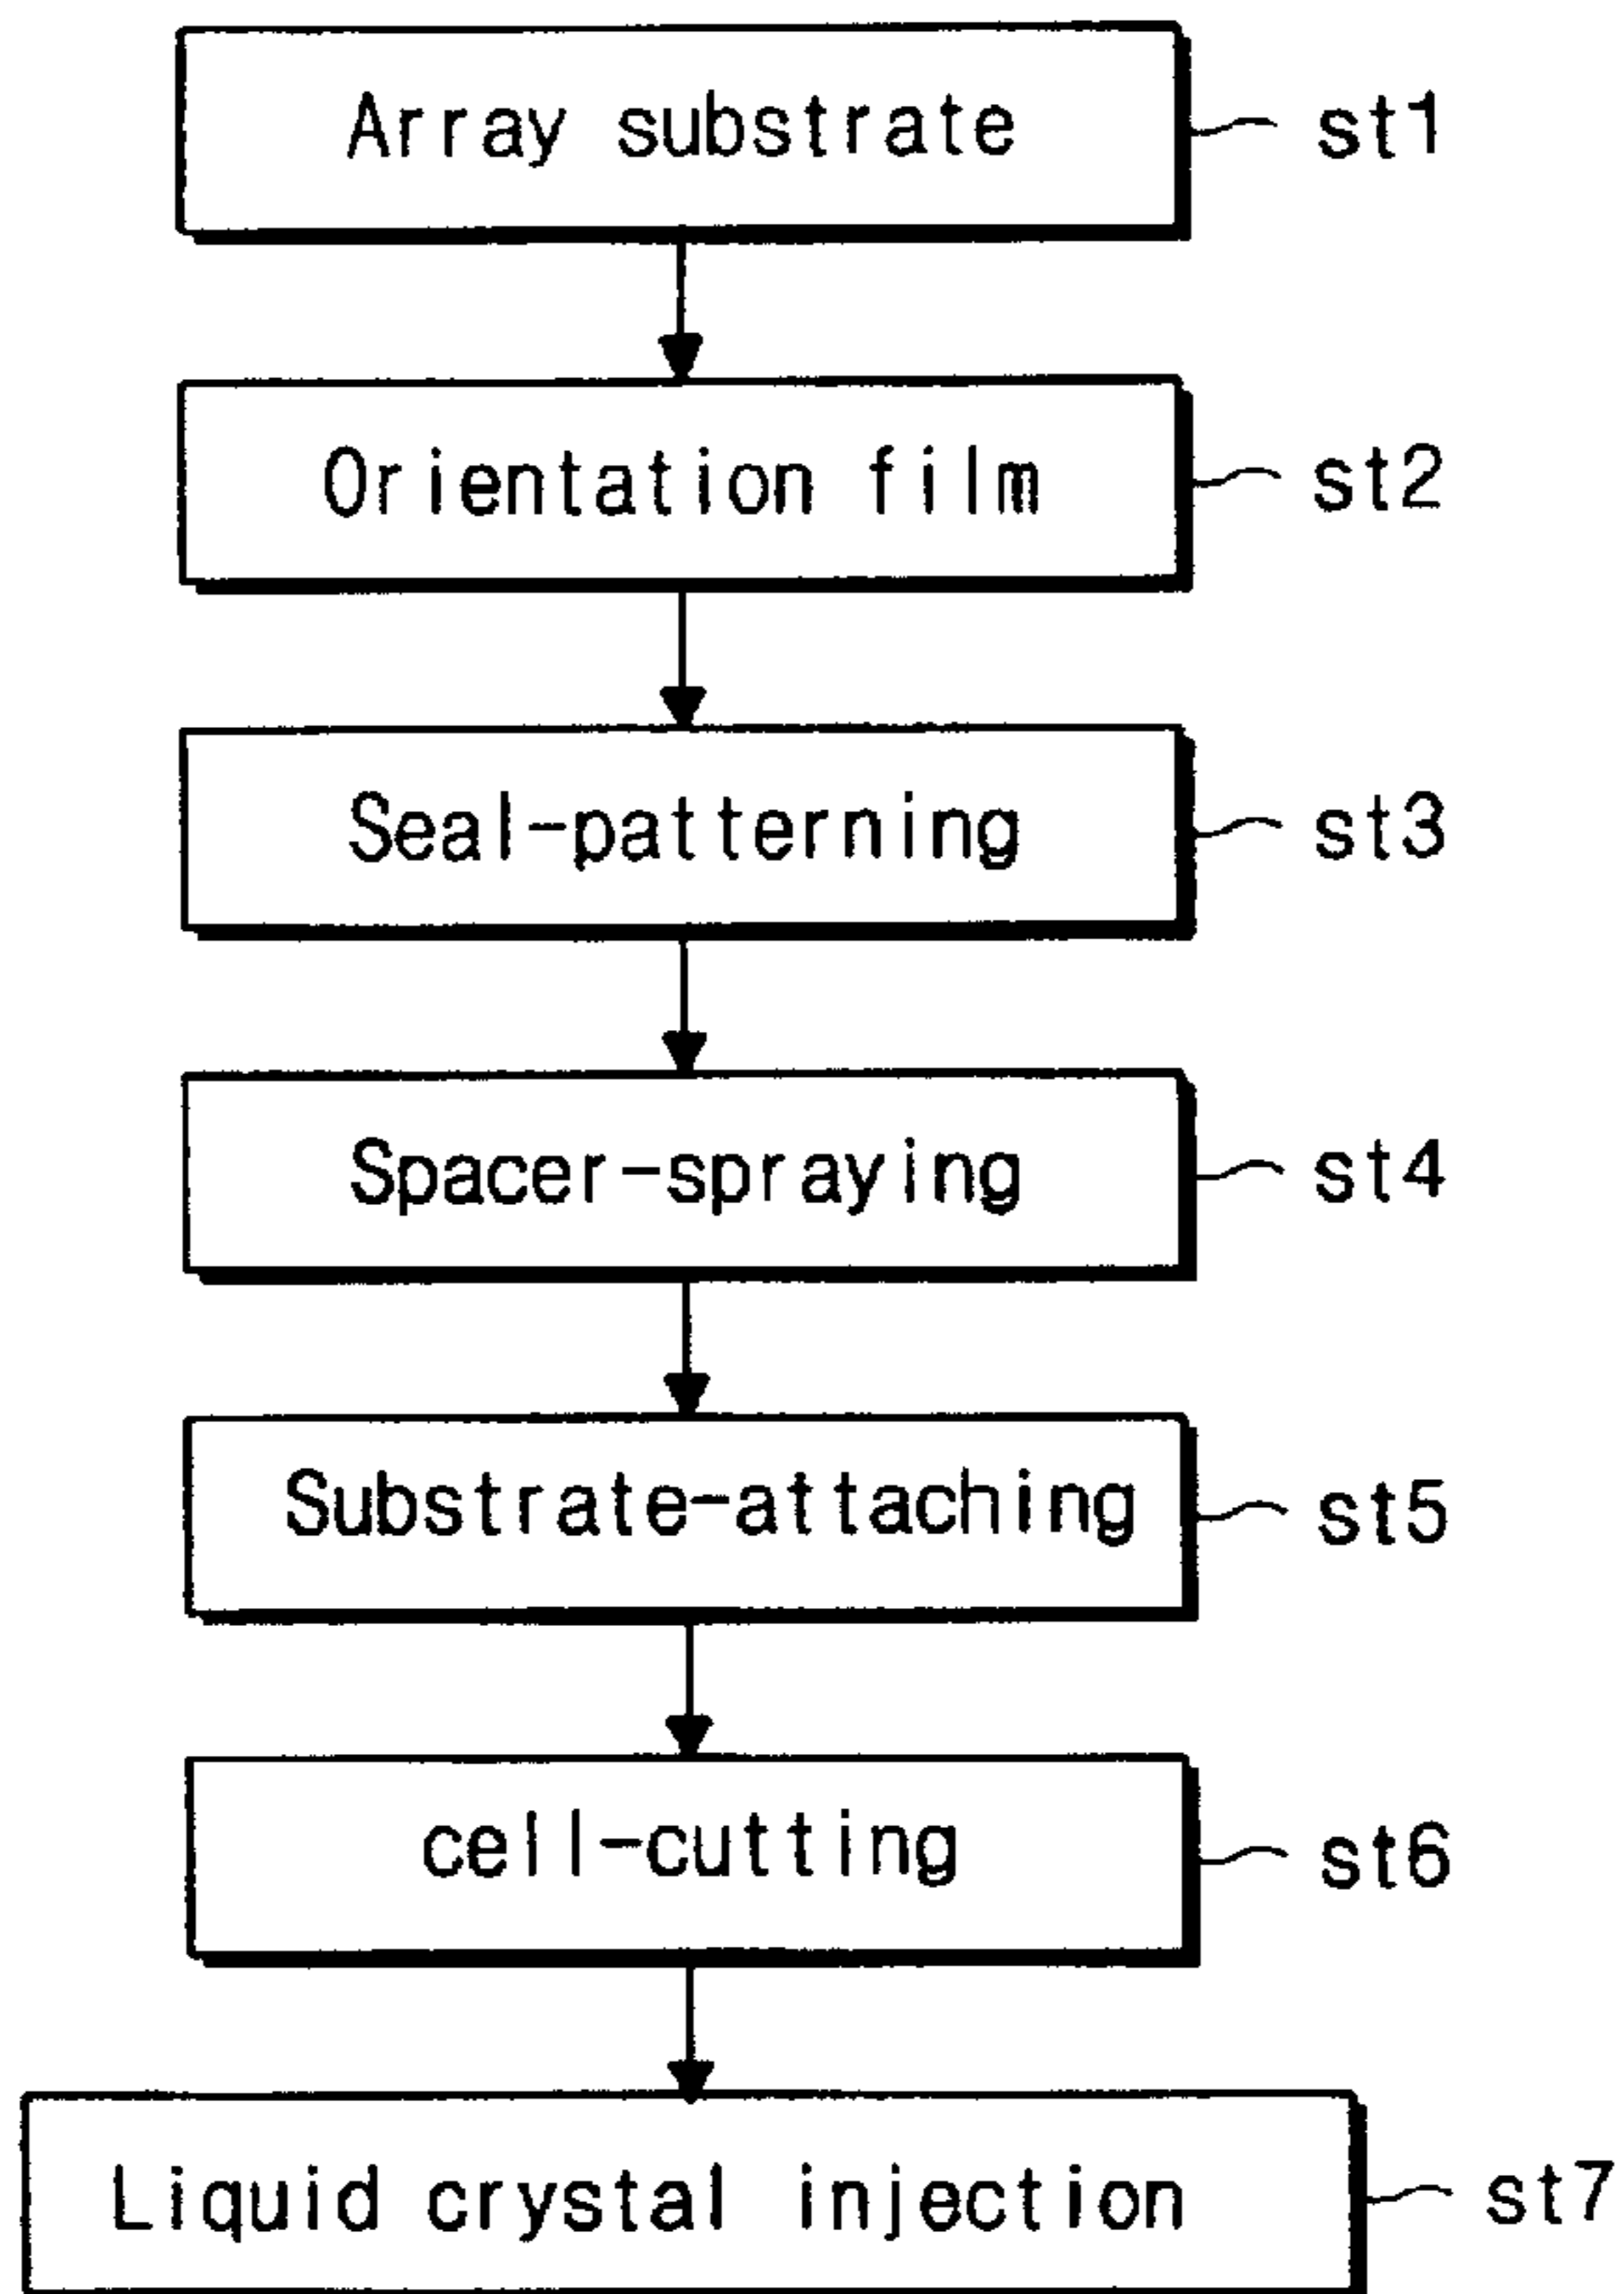 Array substrate st1
Orientation film st2
Seal-patterning st3
Spacer-spraying st4
Substrate-attaching st5
cell-cutting st6
Liquid crystal injection st7